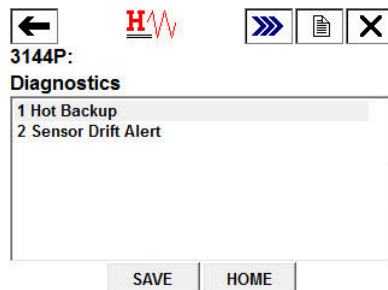 H
3144P:
Diagnostics
1 Hot Backup
2 Sensor Drift Alert
SAVE HOME